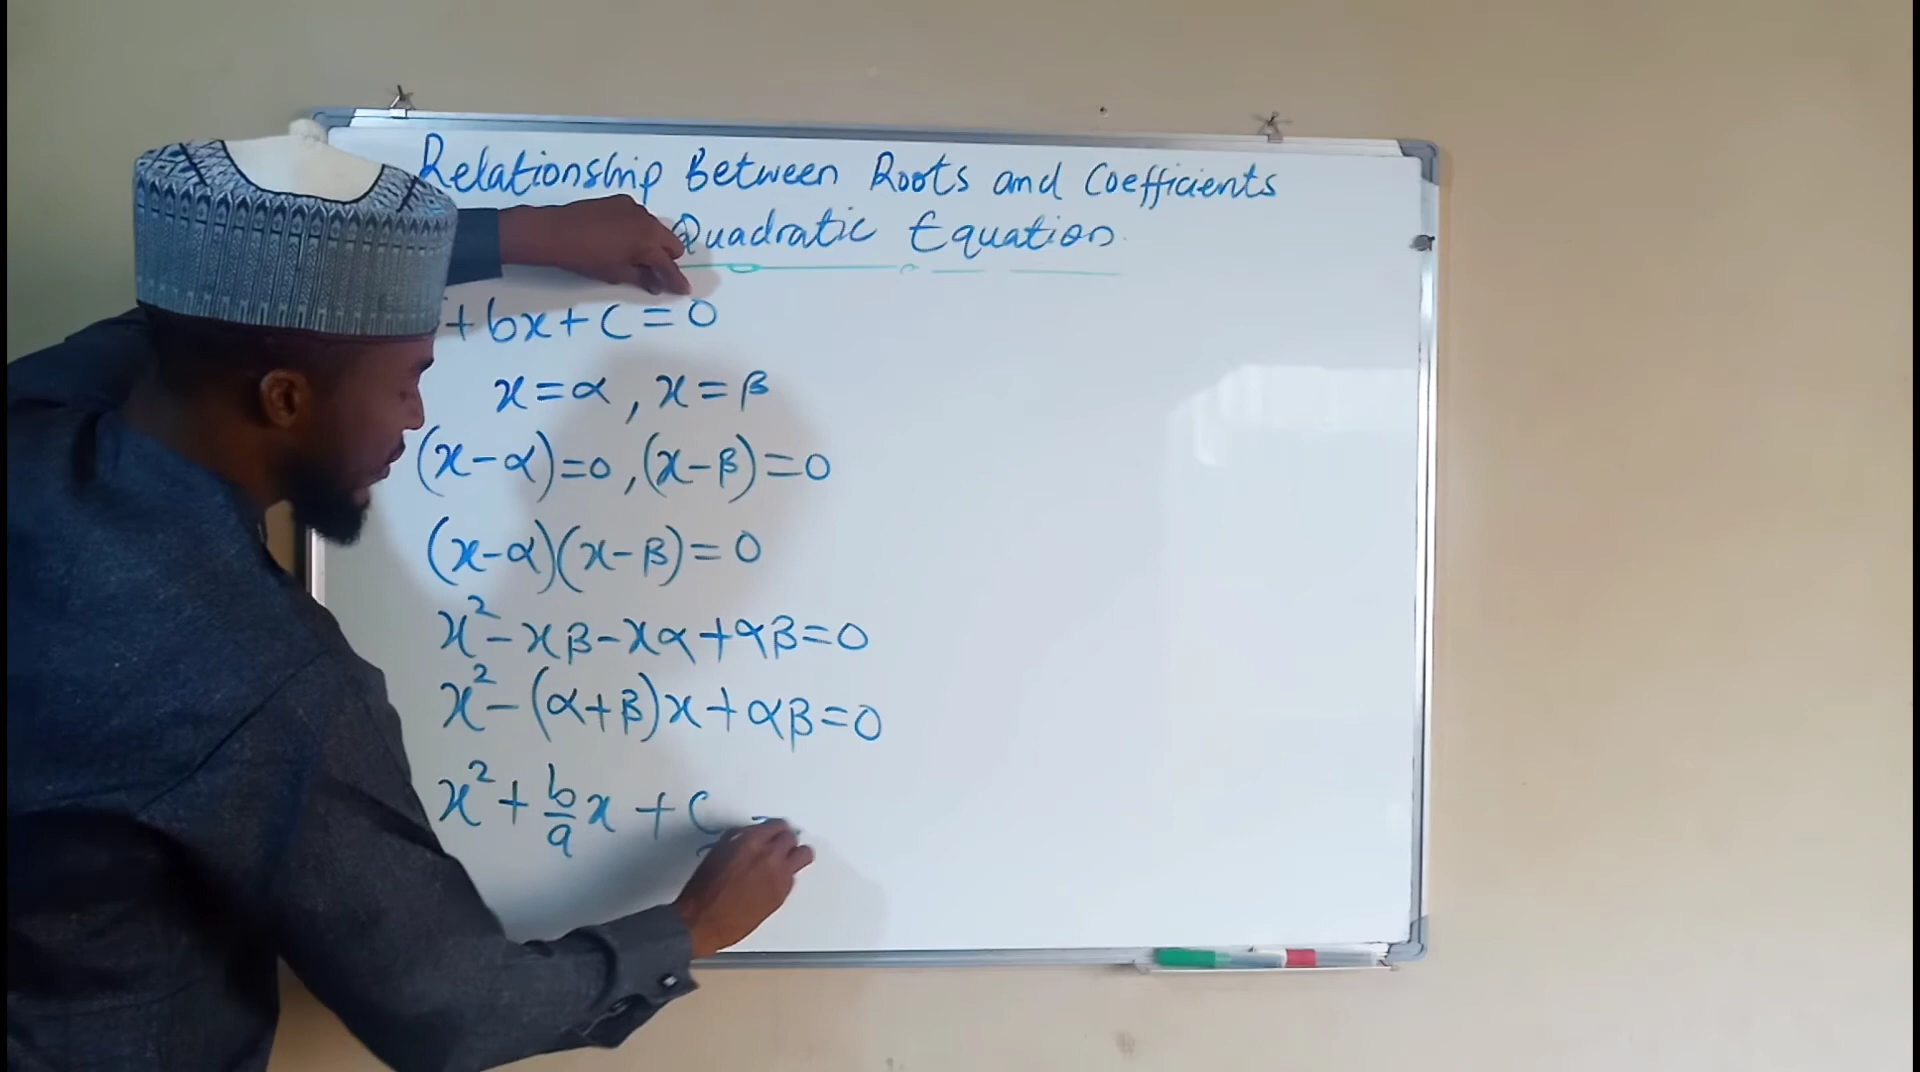 Relationship Between Roots and Coefficients
Quadratic Equation.
+ bx + c = 0
x = α, x = β
(x - α) = 0, (x - β) = 0
(x - α)(x - β) = 0
x² - xβ - xα + αβ = 0
x² - (α + β)x + αβ = 0
x² + b/a x + c